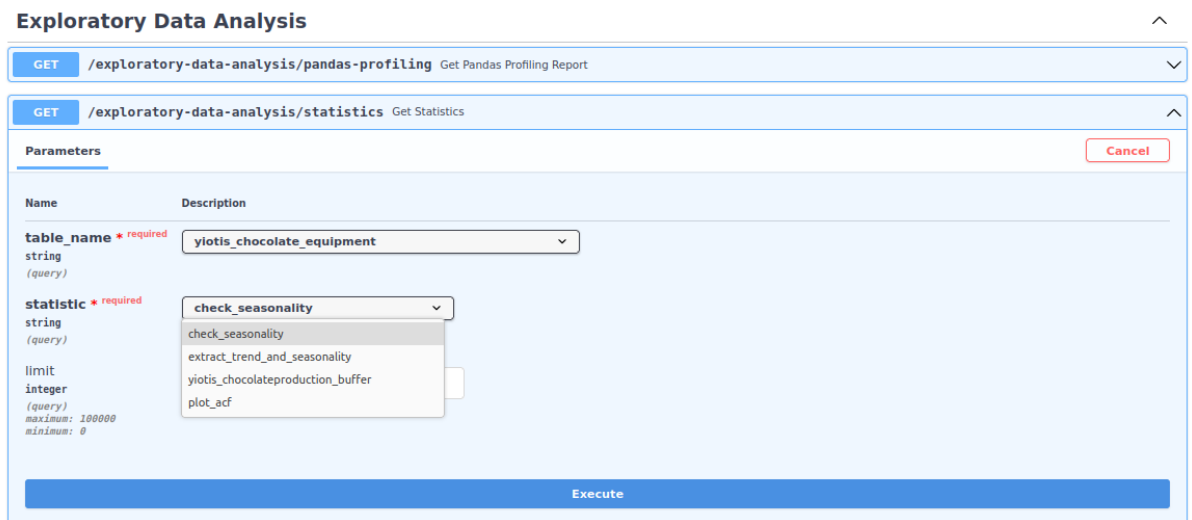 Exploratory Data Analysis
GET /exploratory-data-analysis/pandas-profiling Get Pandas Profiling Report
GET /exploratory-data-analysis/statistics Get Statistics
Parameters Cancel
Name Description
table_name * required yiotis_chocolate_equipment
string
(query)
statistic * required check_seasonality
string check_seasonality
(query) extract_trend_and_seasonality
limit yiotis_chocolateproduction_buffer
integer plot_acf
(query)
maximum: 100000
minimum: 0
Execute